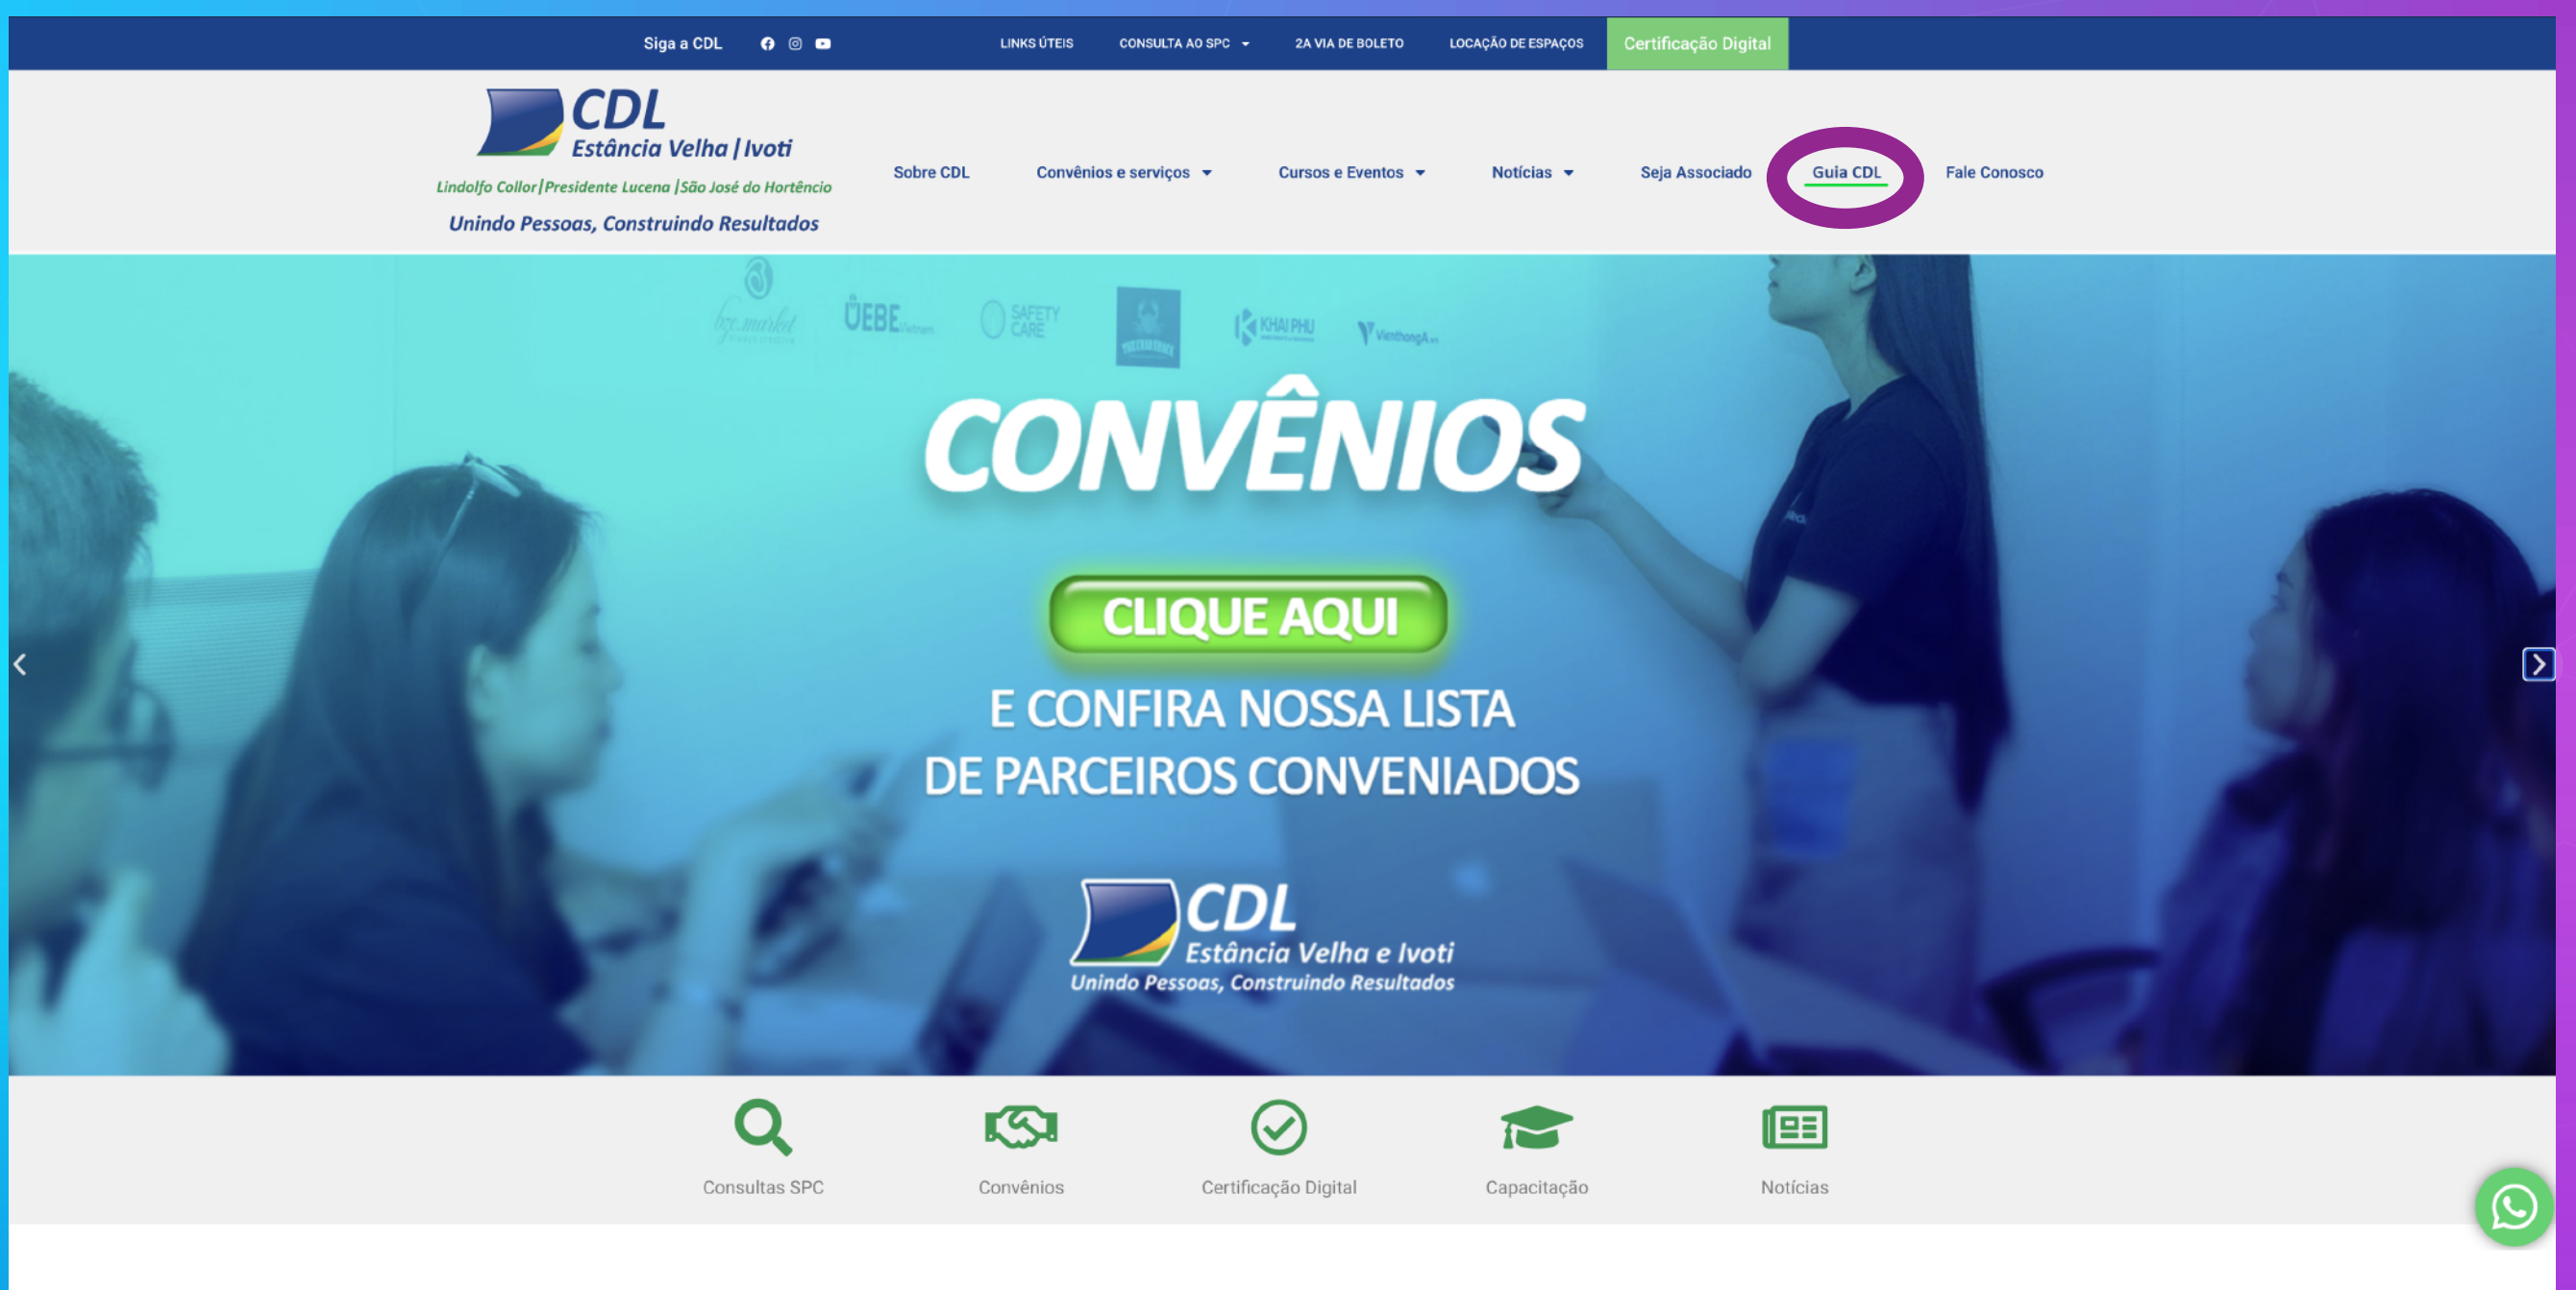 Siga a CDL
LINKS ÚTEIS
CONSULTA AO SPC
2A VIA DE BOLETO
LOCAÇÃO DE ESPAÇOS
Certificação Digital
CDL
Estância Velha | Ivoti
Lindolfo Collor|Presidente Lucena |São José do Hortêncio
Unindo Pessoas, Construindo Resultados
Sobre CDL
Convênios e serviços
Cursos e Eventos
Notícias
Seja Associado
Guia CDL
Fale Conosco
ÜEBE Vietnam
SAFETY
CARE
KHAI PHU
VienthongA.vn
CONVÊNIOS
CLIQUE AQUI
E CONFIRA NOSSA LISTA
DE PARCEIROS CONVENIADOS
CDL
Estância Velha e Ivoti
Unindo Pessoas, Construindo Resultados
Consultas SPC
Convênios
Certificação Digital
Capacitação
Notícias